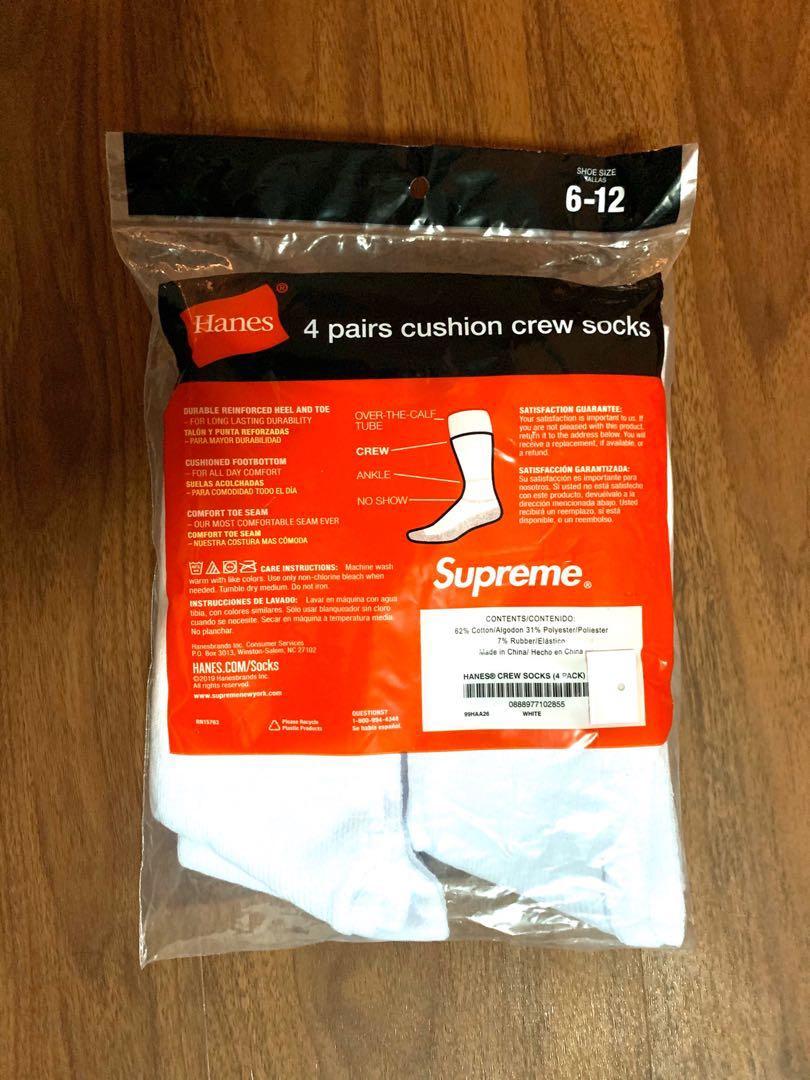 SHOE SIZE
TALLAS
6-12
Hanes®
4 pairs cushion crew socks
DURABLE REINFORCED HEEL AND TOE
– FOR LONG LASTING DURABILITY
TALÓN Y PUNTA REFORZADAS
– PARA MAYOR DURABILIDAD
CUSHIONED FOOTBOTTOM
– FOR ALL DAY COMFORT
SUELAS ACOLCHADAS
– PARA COMODIDAD TODO EL DÍA
COMFORT TOE SEAM
– OUR MOST COMFORTABLE SEAM EVER
COMFORT TOE SEAM
– NUESTRA COSTURA MAS CÓMODA
OVER-THE-CALF
TUBE
CREW
ANKLE
NO SHOW
SATISFACTION GUARANTEE:
Your satisfaction is important to us. If
you are not pleased with this product,
return it to the address below. You will
receive a replacement, if available, or
a refund.
SATISFACCIÓN GARANTIZADA:
Su satisfacción es importante para
nosotros. Si usted no está satisfecho
con este producto, devuélvalo a la
dirección mencionada abajo. Usted
recibirá un reemplazo, si está
disponible, o un reembolso.
CARE INSTRUCTIONS: Machine wash
warm with like colors. Use only non-chlorine bleach when
needed. Tumble dry medium. Do not iron.
INSTRUCCIONES DE LAVADO: Lavar en máquina con agua
tibia, con colores similares. Sólo usar blanqueador sin cloro
cuando se necesite. Secar en máquina a temperatura media.
No planchar.
Hanesbrands Inc. Consumer Services
P.O. Box 3013, Winston-Salem, NC 27102
HANES.COM/Socks
©2019 Hanesbrands Inc.
All rights reserved.
www.supremenewyork.com
RN15763
Please Recycle
Plastic Products
QUESTIONS?
1-800-994-4348
Se habla español.
Supreme®
CONTENTS/CONTENIDO:
62% Cotton/Algodon 31% Polyester/Poliester
7% Rubber/Elástico
Made in China/ Hecho en China
HANES® CREW SOCKS (4 PACK)
0888977102855
99HAA26 WHITE